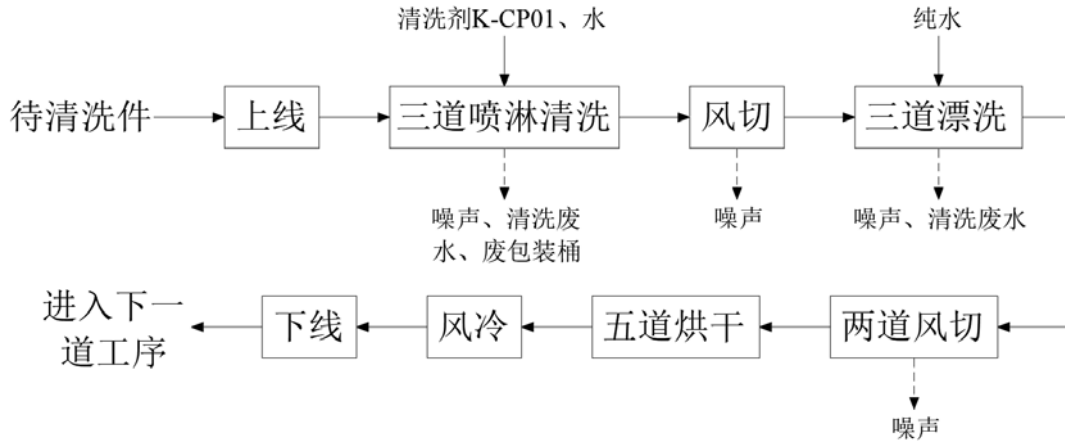 清洗剂K-CP01、水
纯水
待清洗件
上线
三道喷淋清洗
风切
三道漂洗
噪声、清洗废
水、废包装桶
噪声
噪声、清洗废水
进入下一
道工序
下线
风冷
五道烘干
两道风切
噪声